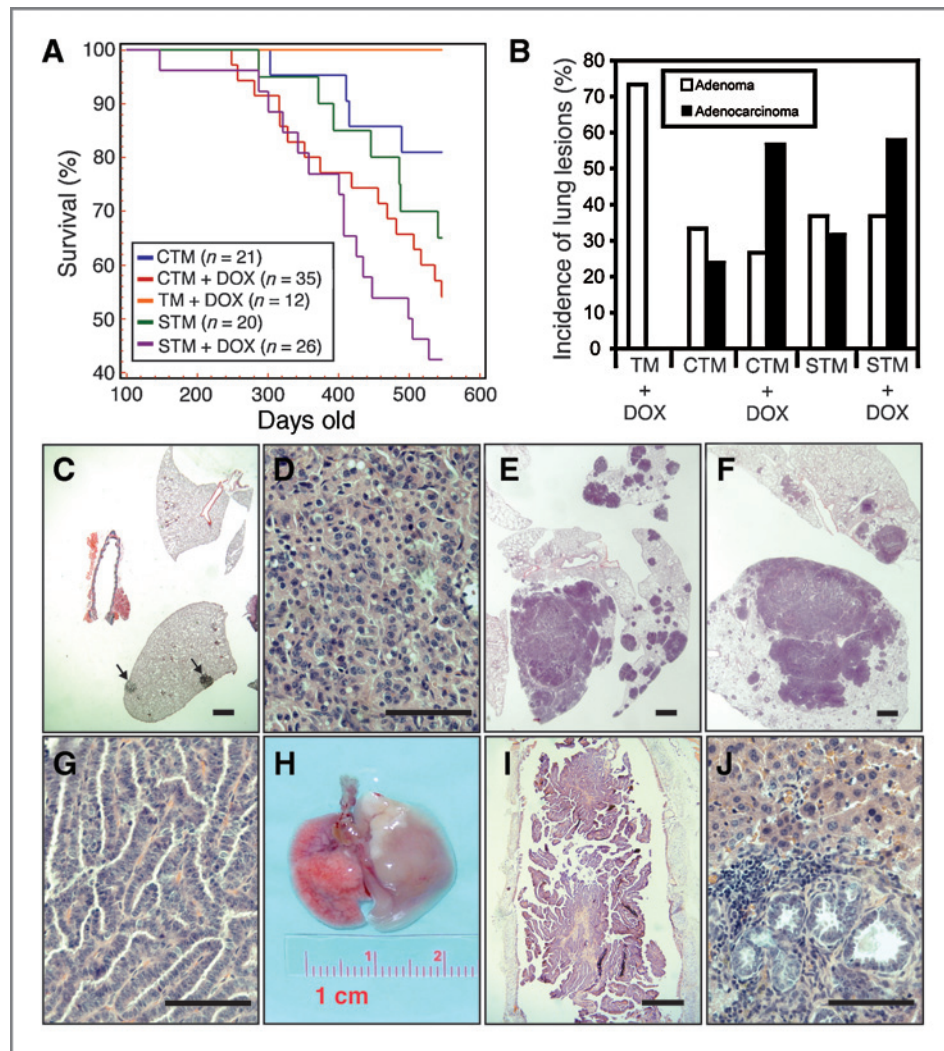 A
Survival (%)
100
90
80
70
60
50
40
CTM (n = 21)
CTM + DOX (n = 35)
TM + DOX (n = 12)
STM (n = 20)
STM + DOX (n = 26)
100 200 300 400 500 600
Days old
B
Incidence of lung lesions (%)
80
70
60
50
40
30
20
10
0
Adenoma
Adenocarcinoma
TM CTM CTM STM STM
+ + +
DOX DOX DOX
C
D
E
F
G
H
1 2
1 cm
I
J